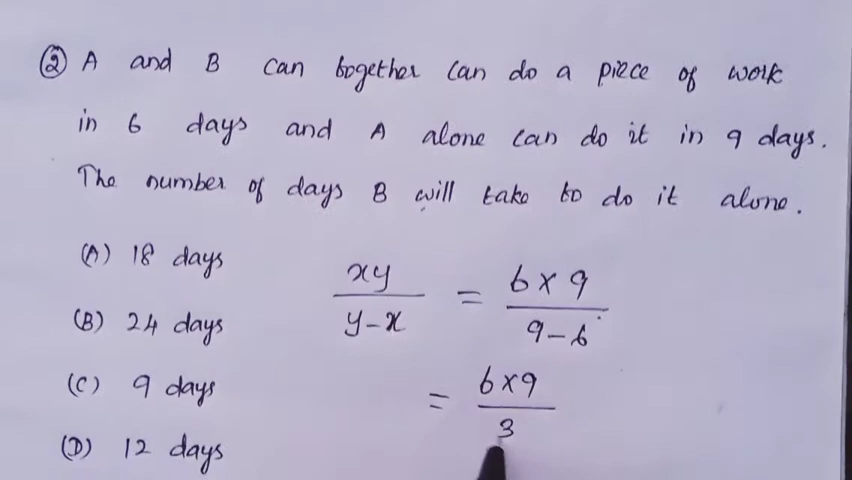 ② A and B can together can do a piece of work
in 6 days and A alone can do it in 9 days.
The number of days B will take to do it alone.
(A) 18 days
(B) 24 days
(C) 9 days
(D) 12 days
xy / y-x = 6×9 / 9-6
= 6×9 / 3